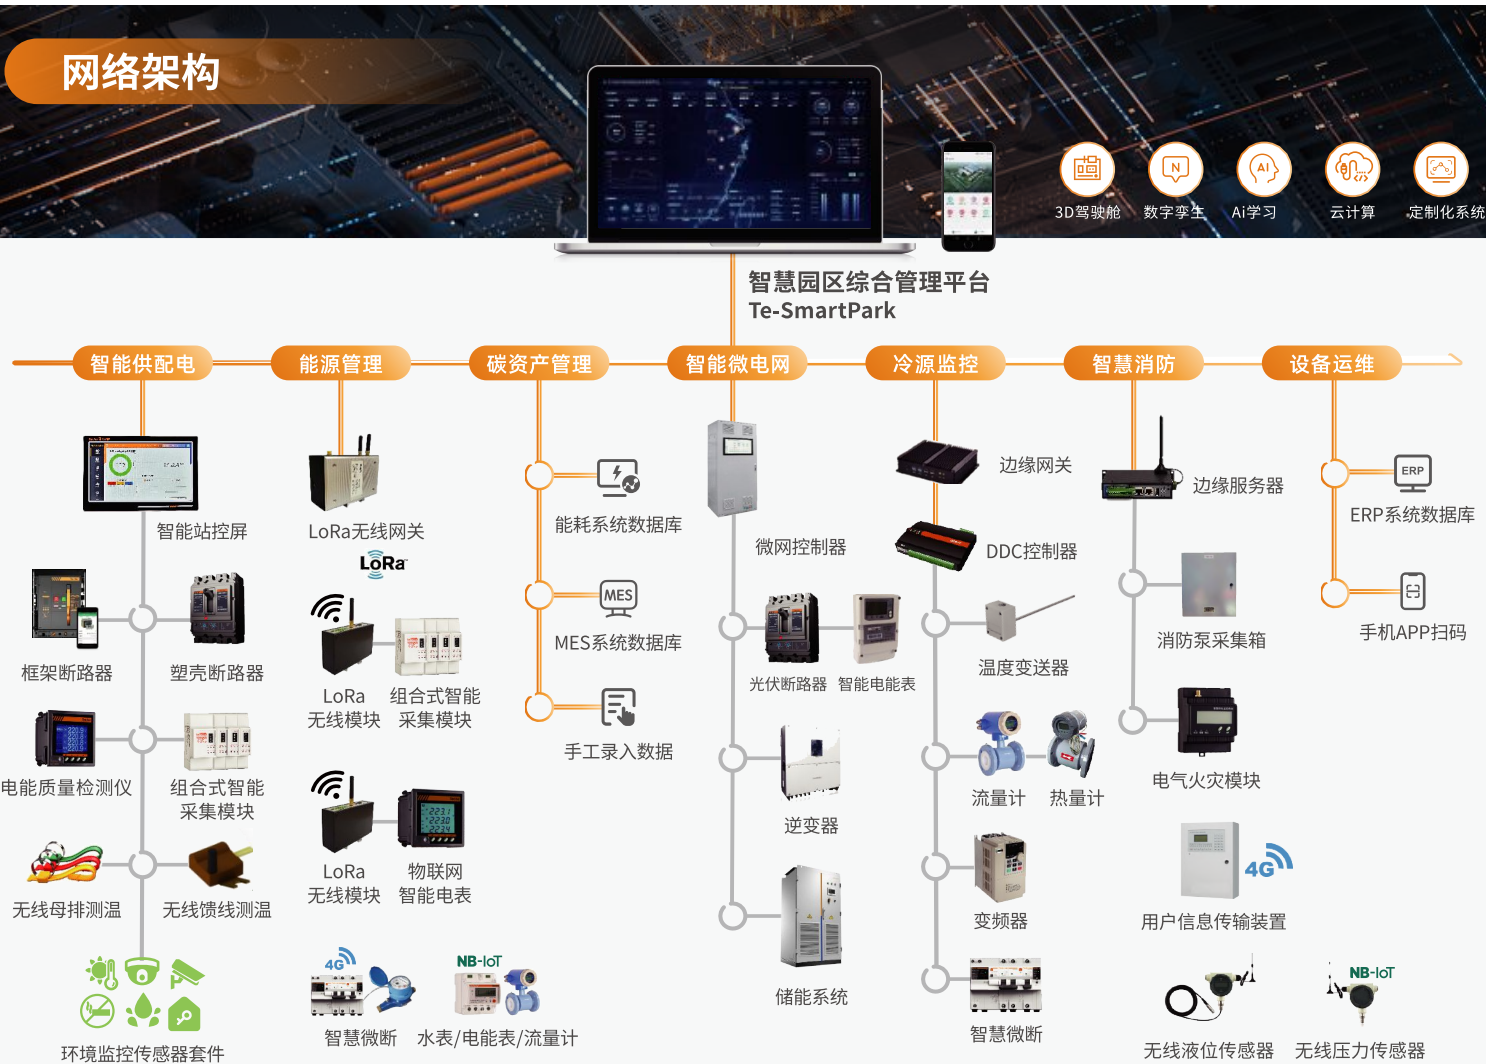 网络架构
3D驾驶舱
数字孪生
Ai学习
云计算
定制化系统
N
AI
智慧园区综合管理平台
Te-SmartPark
智能供配电
能源管理
碳资产管理
智能微电网
冷源监控
智慧消防
设备运维
智能站控屏
框架断路器
塑壳断路器
电能质量检测仪
组合式智能
采集模块
无线母排测温
无线馈线测温
环境监控传感器套件
LoRa无线网关
LoRa
LoRa
无线模块
组合式智能
采集模块
LoRa
无线模块
物联网
智能电表
4G
智慧微断
NB-IoT
水表/电能表/流量计
能耗系统数据库
MES
MES系统数据库
手工录入数据
微网控制器
光伏断路器
智能电能表
逆变器
储能系统
边缘网关
DDC控制器
温度变送器
流量计
热量计
变频器
智慧微断
边缘服务器
消防泵采集箱
电气火灾模块
4G
用户信息传输装置
无线液位传感器
NB-IoT
无线压力传感器
ERP
ERP系统数据库
手机APP扫码